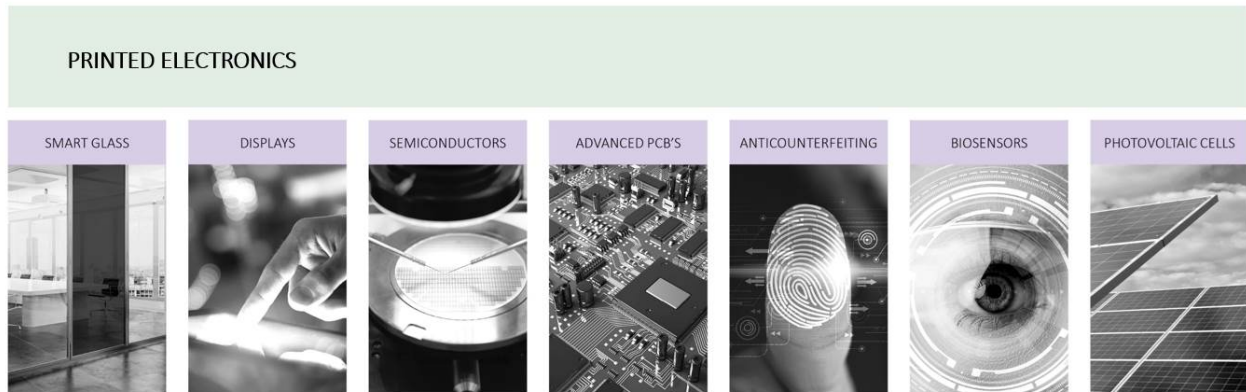 PRINTED ELECTRONICS
SMART GLASS
DISPLAYS
SEMICONDUCTORS
ADVANCED PCB'S
ANTICOUNTERFEITING
BIOSENSORS
PHOTOVOLTAIC CELLS